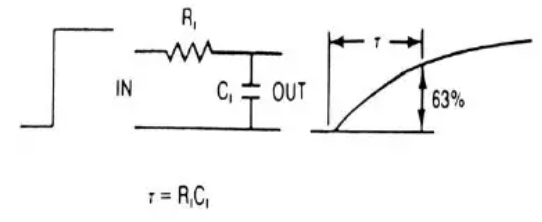 R₁
τ
IN
C₁
OUT
63%
τ = R₁C₁